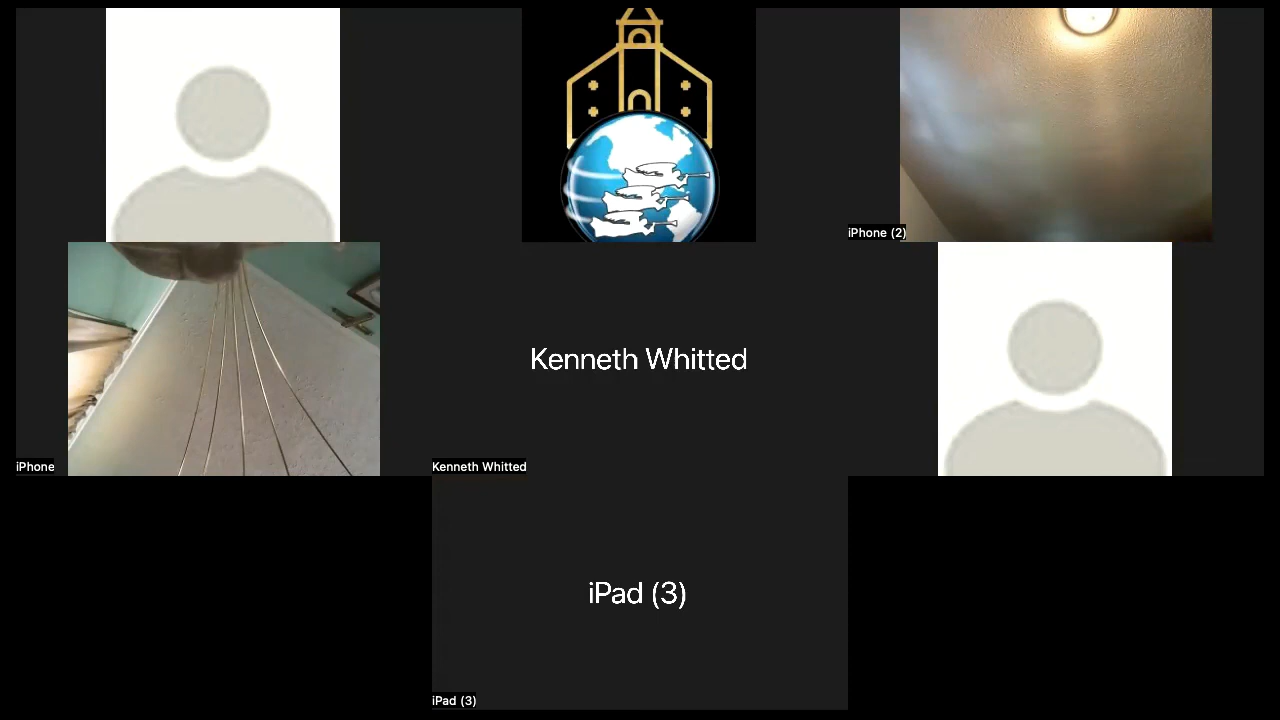 iPhone (2)
Kenneth Whitted
iPhone
Kenneth Whitted
iPad (3)
iPad (3)